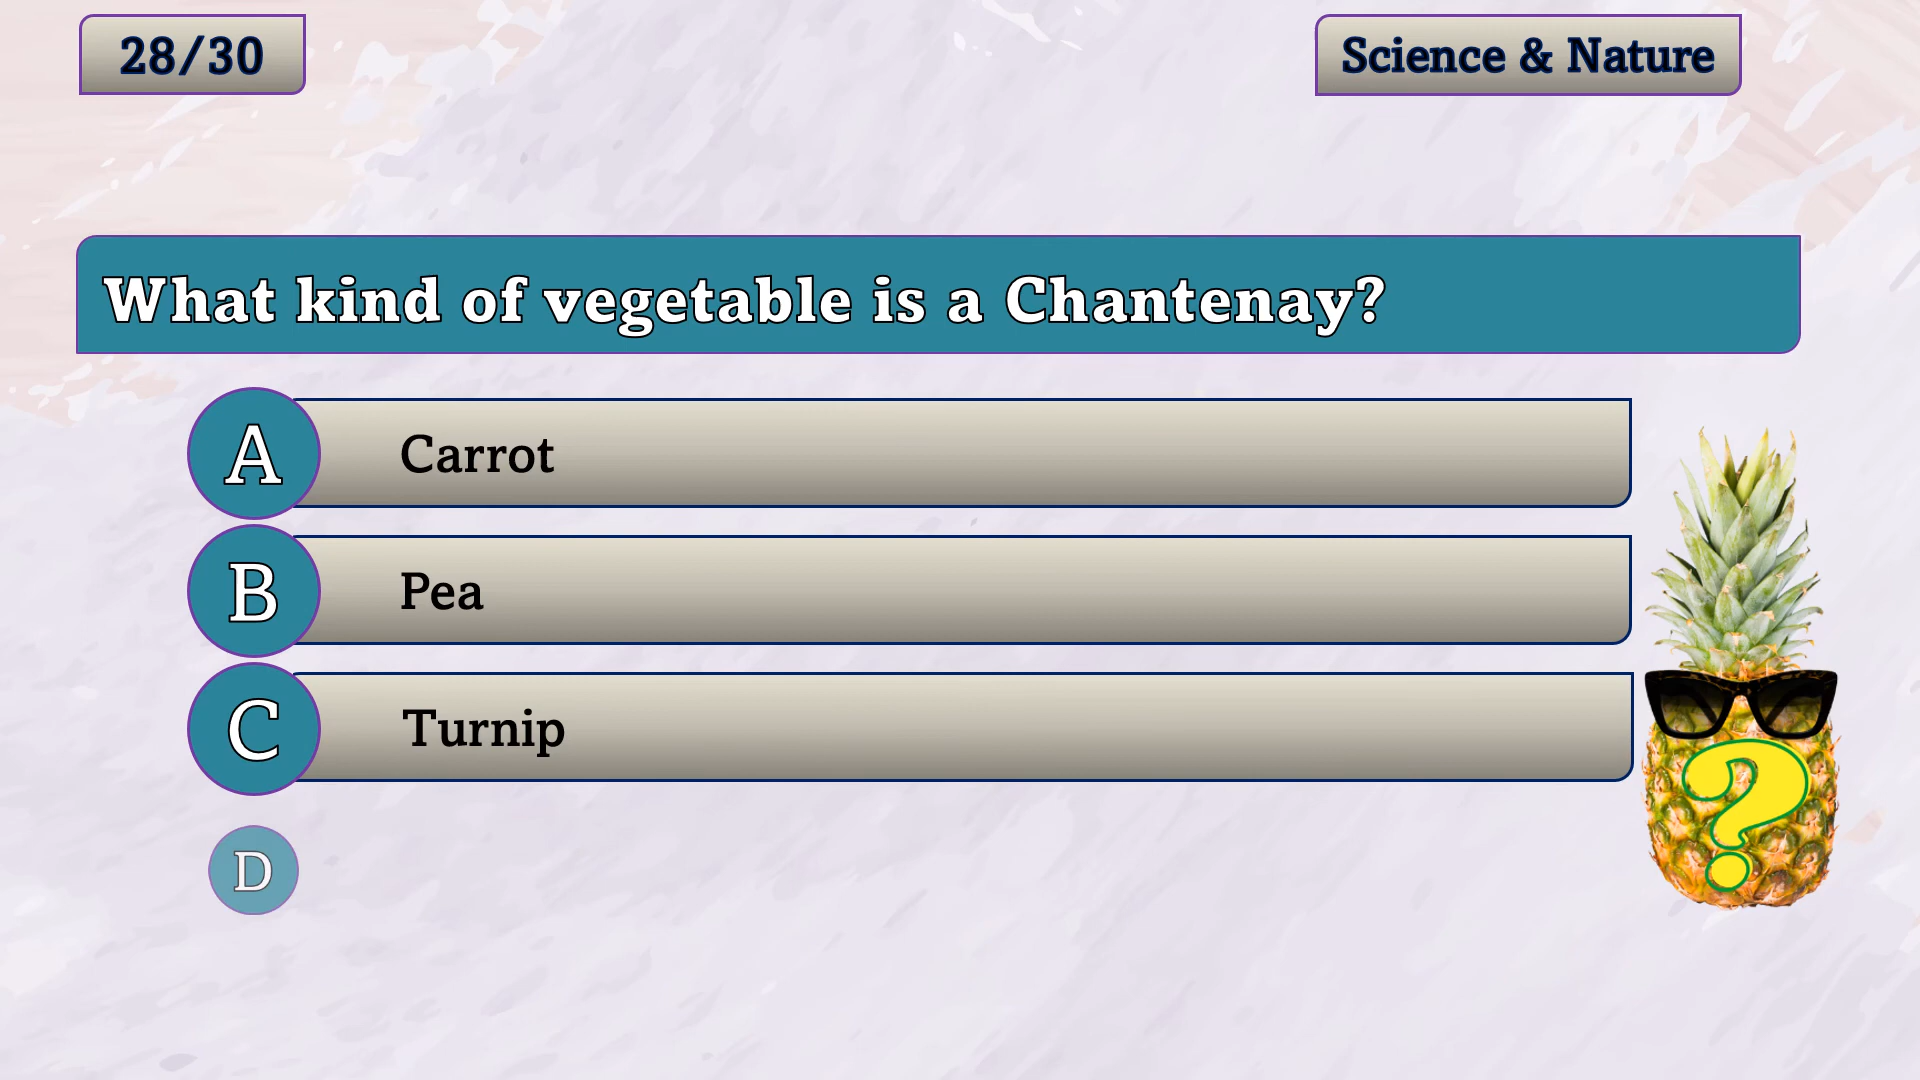 28/30
Science & Nature
What kind of vegetable is a Chantenay?
A Carrot
B Pea
C Turnip
D
?